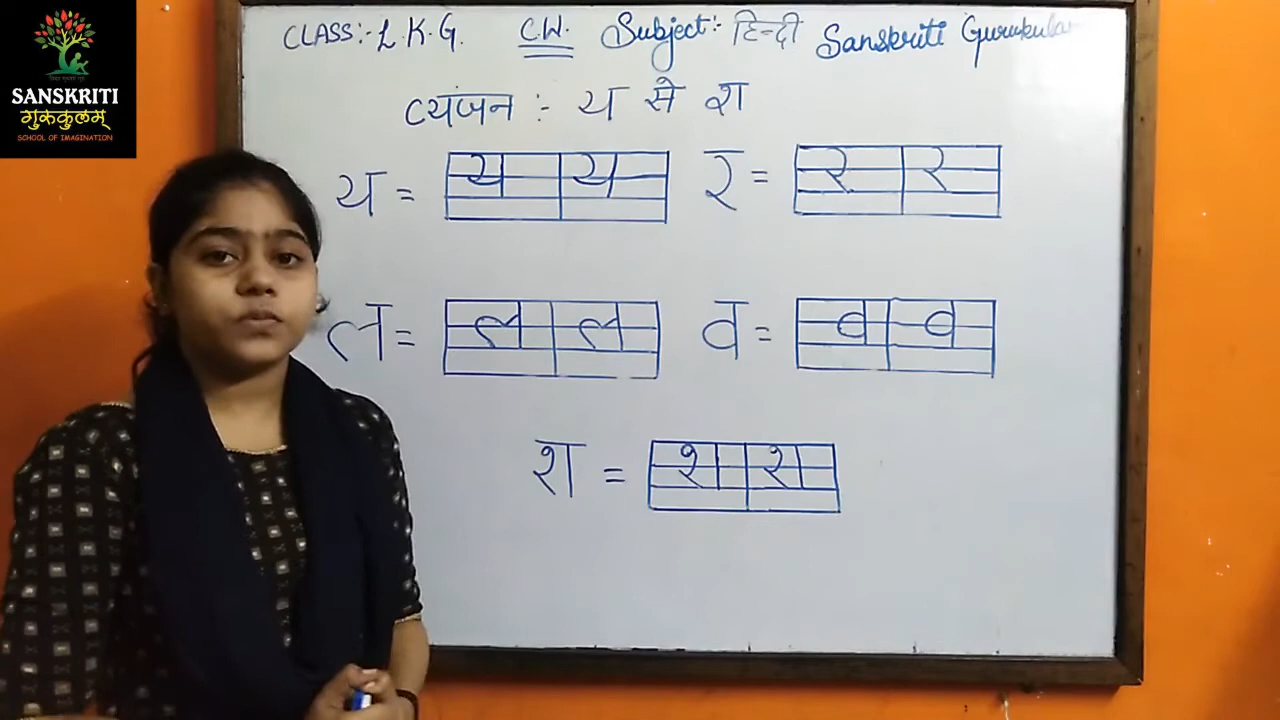 SANSKRITI
गुरुकुलम्
SCHOOL OF IMAGINATION
CLASS:- L.K.G. C.W. Subject:- हिन्दी Sanskriti Gurukulam
व्यंजन :- य से श
य = य य र = र र
ल = ल ल व = व व
श = श श